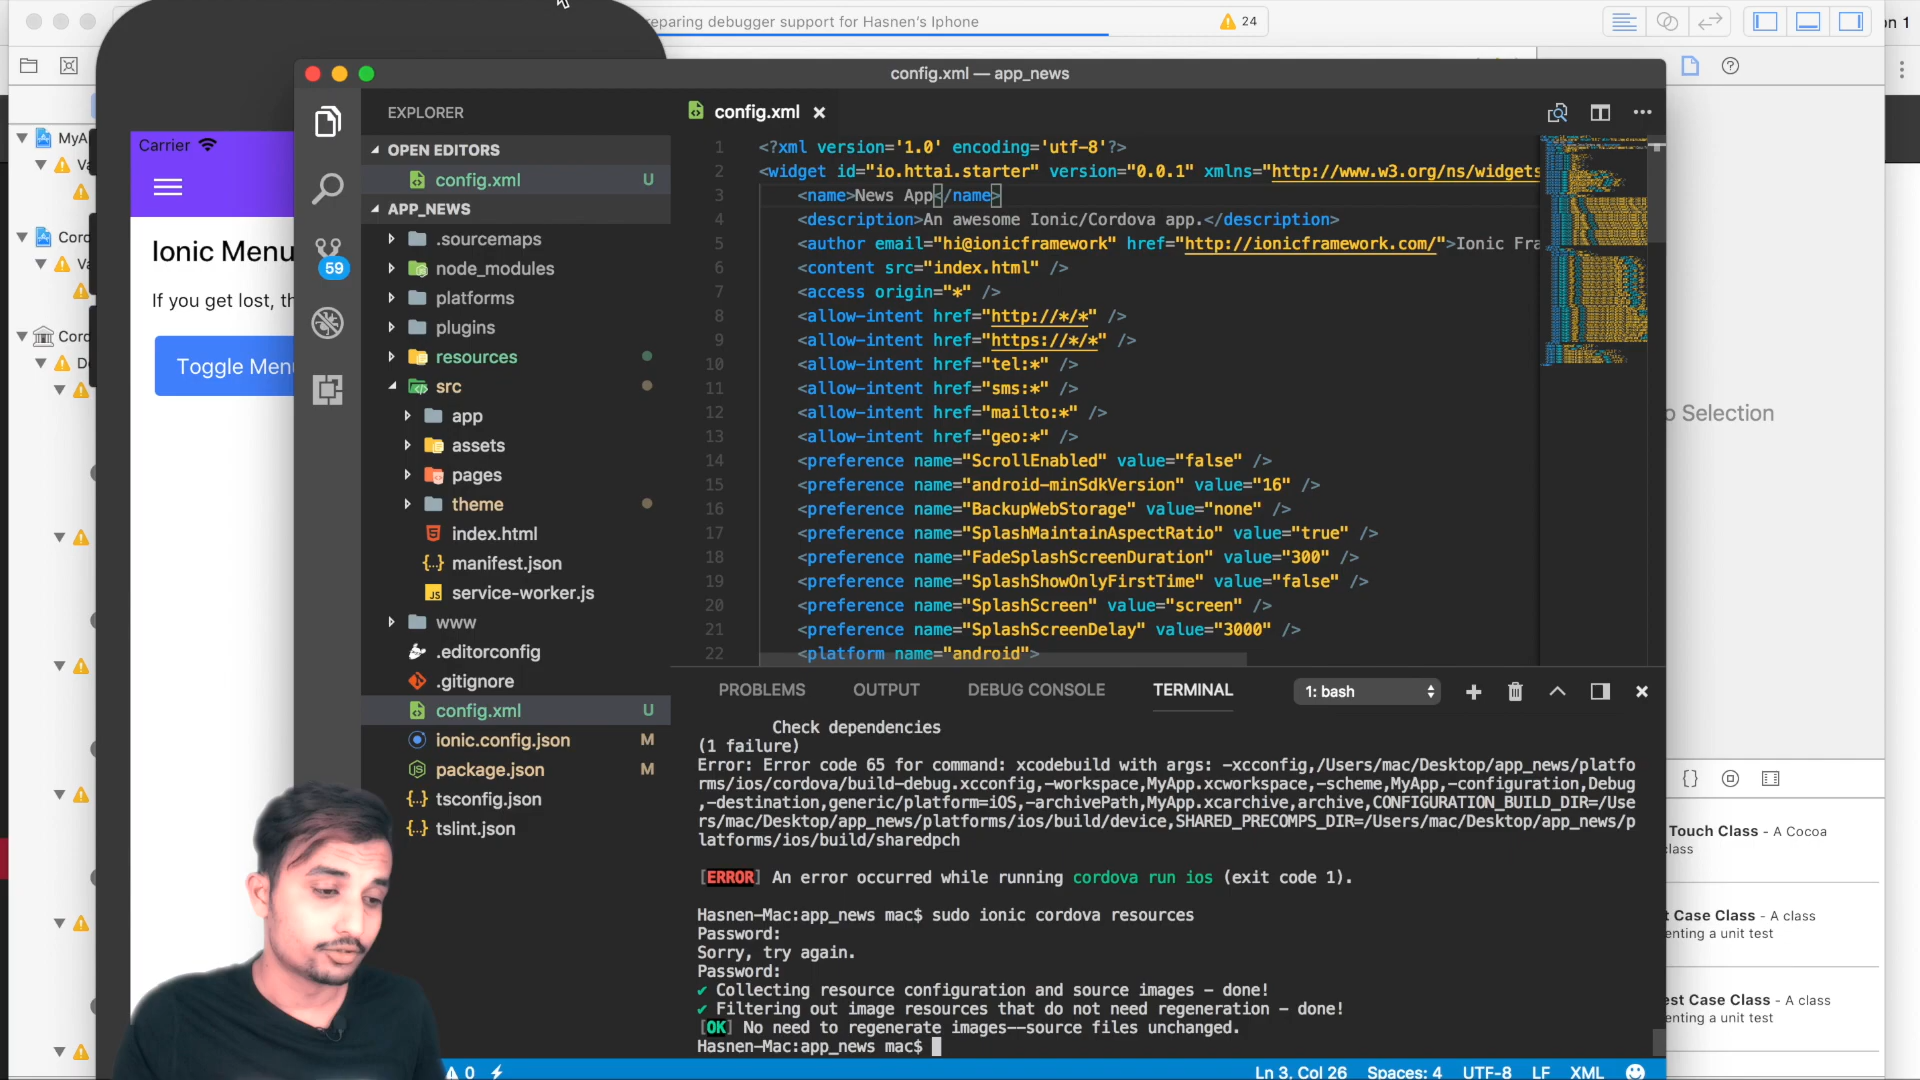 reparing debugger support for Hasnen's Iphone
24
on 1
config.xml — app_news
EXPLORER
config.xml
OPEN EDITORS
config.xml U
APP_NEWS
.sourcemaps
node_modules
platforms
plugins
resources
src
app
assets
pages
theme
index.html
manifest.json
service-worker.js
www
.editorconfig
.gitignore
config.xml U
ionic.config.json M
package.json M
tsconfig.json
tslint.json
59
MyA
Va
Cord
Va
Cord
De
Carrier
Ionic Menu
If you get lost, th
Toggle Menu
1 <?xml version='1.0' encoding='utf-8'?>
2 <widget id="io.httai.starter" version="0.0.1" xmlns="http://www.w3.org/ns/widgets
3 <name>News App</name>
4 <description>An awesome Ionic/Cordova app.</description>
5 <author email="hi@ionicframework" href="http://ionicframework.com/">Ionic Fra
6 <content src="index.html" />
7 <access origin="*" />
8 <allow-intent href="http://*/*" />
9 <allow-intent href="https://*/*" />
10 <allow-intent href="tel:*" />
11 <allow-intent href="sms:*" />
12 <allow-intent href="mailto:*" />
13 <allow-intent href="geo:*" />
14 <preference name="ScrollEnabled" value="false" />
15 <preference name="android-minSdkVersion" value="16" />
16 <preference name="BackupWebStorage" value="none" />
17 <preference name="SplashMaintainAspectRatio" value="true" />
18 <preference name="FadeSplashScreenDuration" value="300" />
19 <preference name="SplashShowOnlyFirstTime" value="false" />
20 <preference name="SplashScreen" value="screen" />
21 <preference name="SplashScreenDelay" value="3000" />
22 <platform name="android">
PROBLEMS OUTPUT DEBUG CONSOLE TERMINAL 1: bash
Check dependencies
(1 failure)
Error: Error code 65 for command: xcodebuild with args: -xcconfig,/Users/mac/Desktop/app_news/platfo
rms/ios/cordova/build-debug.xcconfig,-workspace,MyApp.xcworkspace,-scheme,MyApp,-configuration,Debug
,-destination,generic/platform=iOS,-archivePath,MyApp.xcarchive,archive,CONFIGURATION_BUILD_DIR=/Use
rs/mac/Desktop/app_news/platforms/ios/build/device,SHARED_PRECOMPS_DIR=/Users/mac/Desktop/app_news/p
latforms/ios/build/sharedpch
[ERROR] An error occurred while running cordova run ios (exit code 1).
Hasnen-Mac:app_news mac$ sudo ionic cordova resources
Password:
Sorry, try again.
Password:
✔ Collecting resource configuration and source images - done!
✔ Filtering out image resources that do not need regeneration - done!
[OK] No need to regenerate images--source files unchanged.
Hasnen-Mac:app_news mac$
0
Ln 3, Col 26 Spaces: 4 UTF-8 LF XML
o Selection
Touch Class - A Cocoa
lass
t Case Class - A class
enting a unit test
est Case Class - A class
enting a unit test